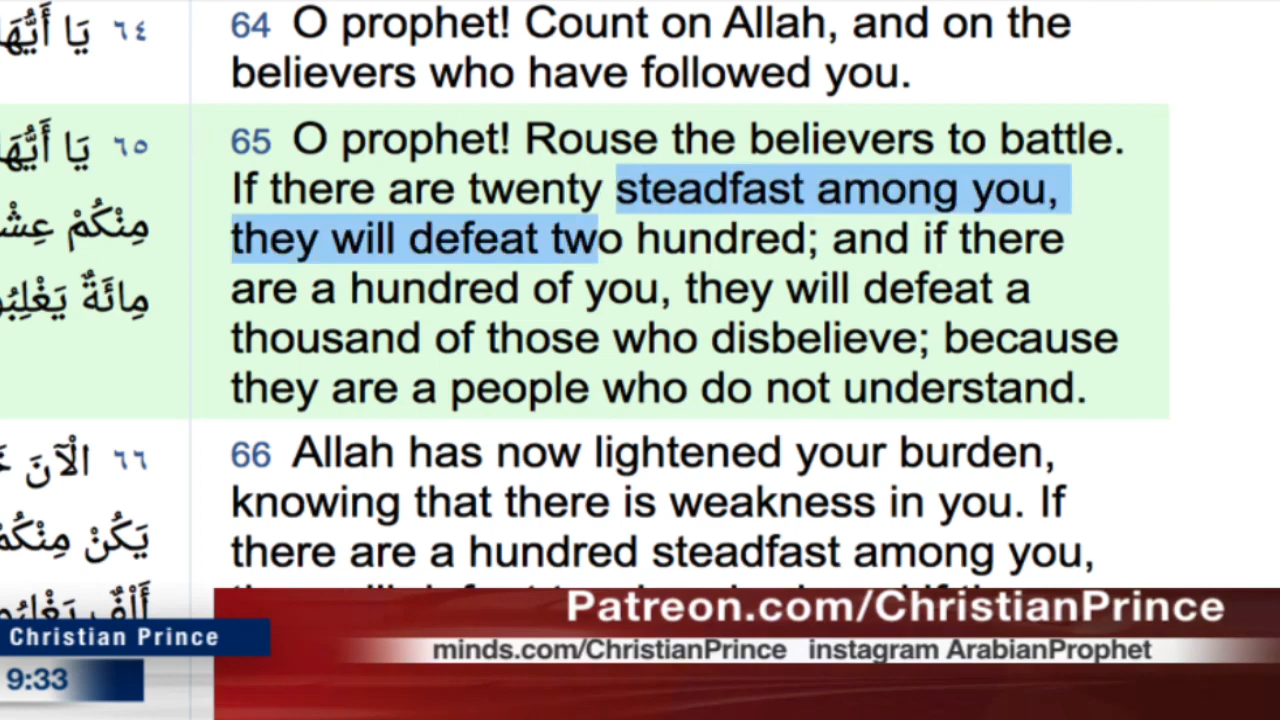 64 O prophet! Count on Allah, and on the
believers who have followed you.
65 O prophet! Rouse the believers to battle.
If there are twenty steadfast among you,
they will defeat two hundred; and if there
are a hundred of you, they will defeat a
thousand of those who disbelieve; because
they are a people who do not understand.
66 Allah has now lightened your burden,
knowing that there is weakness in you. If
there are a hundred steadfast among you,
٦٤ يَا
٦٥ يَا
مِنْكُمْ
مِائَةٌ
٦٦ الْآنَ
يَكُنْ
أَلْفٌ
Patreon.com/ChristianPrince
Christian Prince
minds.com/ChristianPrince instagram ArabianProphet
9:33